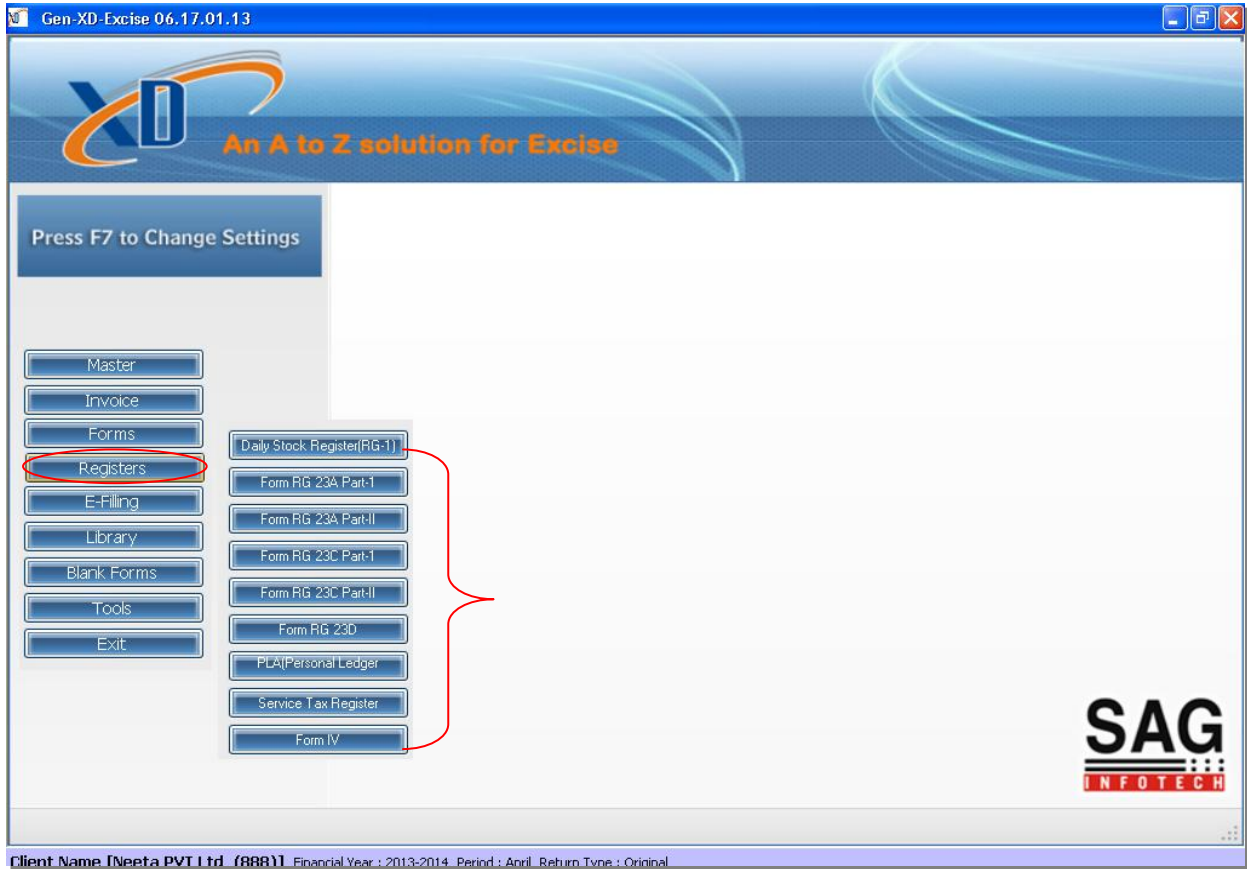 XD Gen-XD-Excise 06.17.01.13
XD
An A to Z solution for Excise
Press F7 to Change Settings
Master
Invoice
Forms
Registers
E-Filling
Library
Blank Forms
Tools
Exit
Daily Stock Register(RG-1)
Form RG 23A Part-1
Form RG 23A Part-II
Form RG 23C Part-1
Form RG 23C Part-II
Form RG 23D
PLA(Personal Ledger
Service Tax Register
Form IV
SAG
INFOTECH
Client Name [Neeta PVT Ltd. (888)] Financial Year : 2013-2014 Period : April Return Type : Original